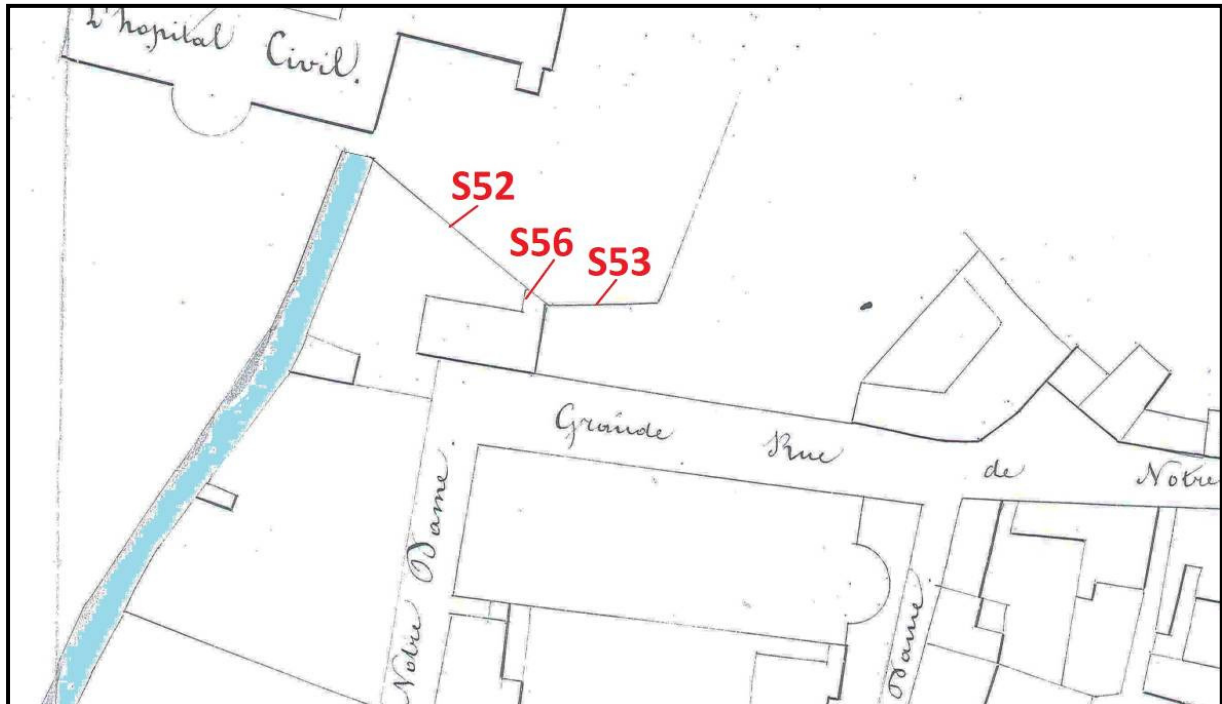 L'hopital Civil.
S52
S56
S53
Grande Rue de Notre
Notre Dame
Dame